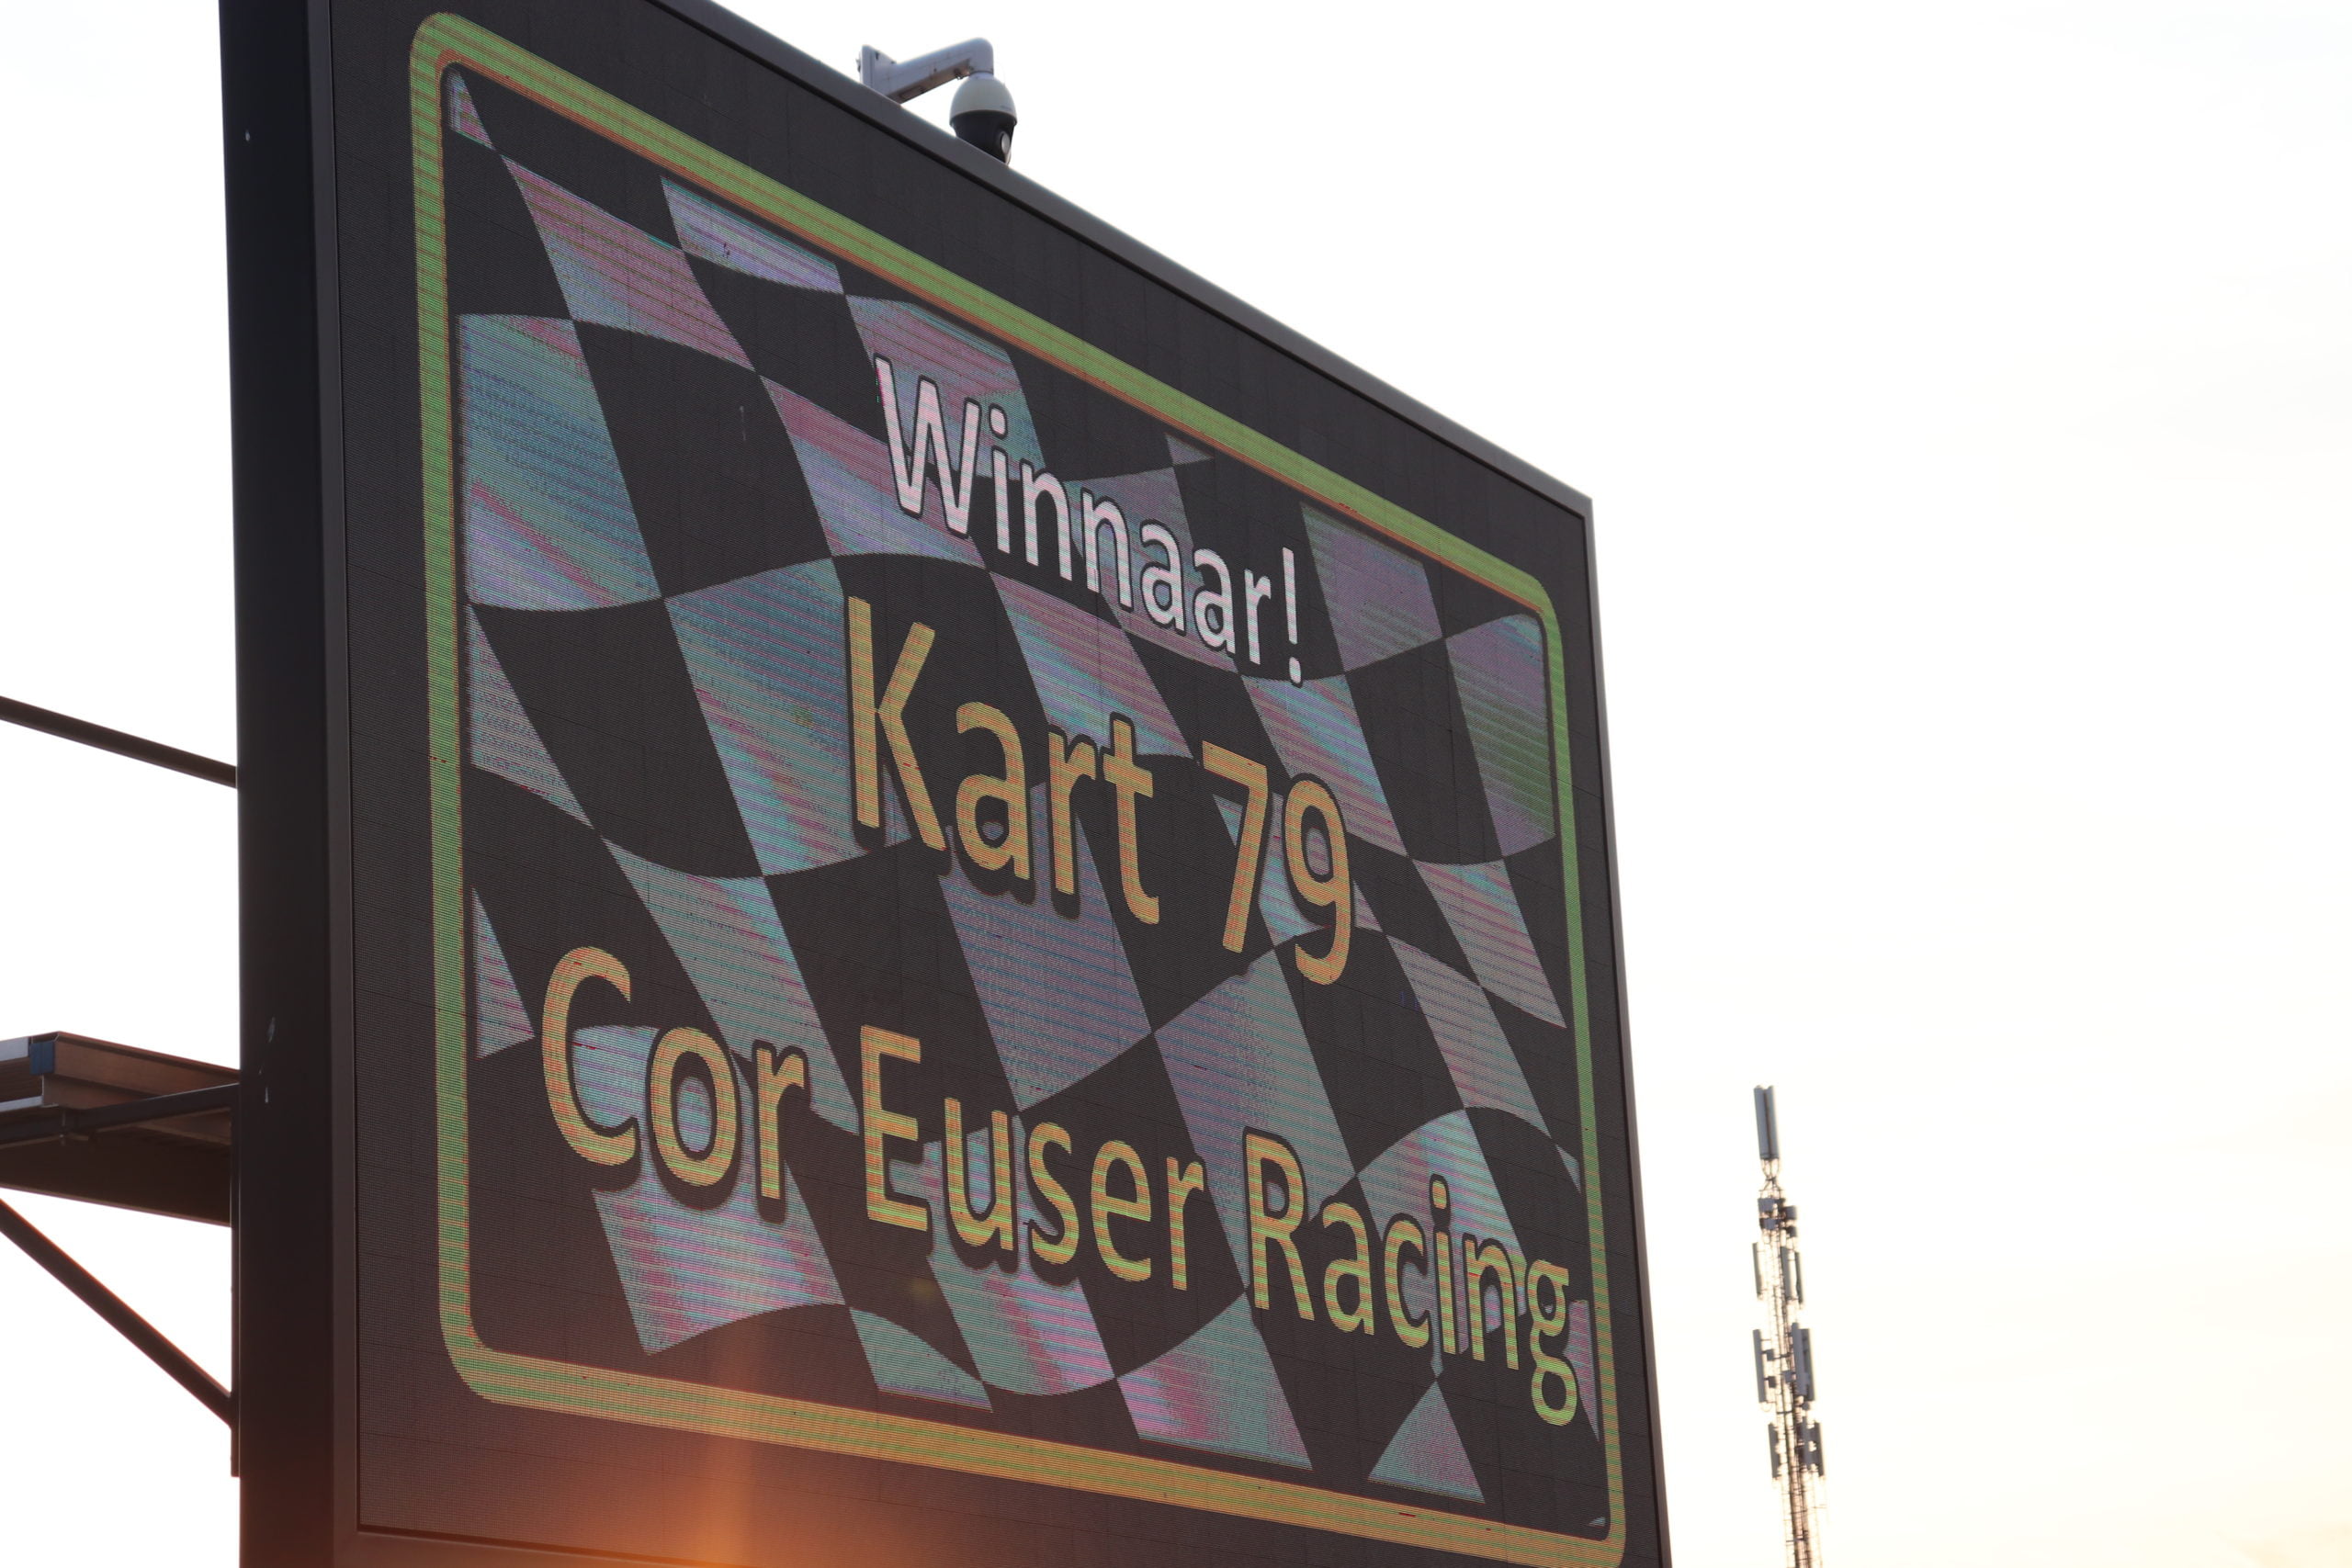 Winnaar!
Kart 79
Cor Euser Racing